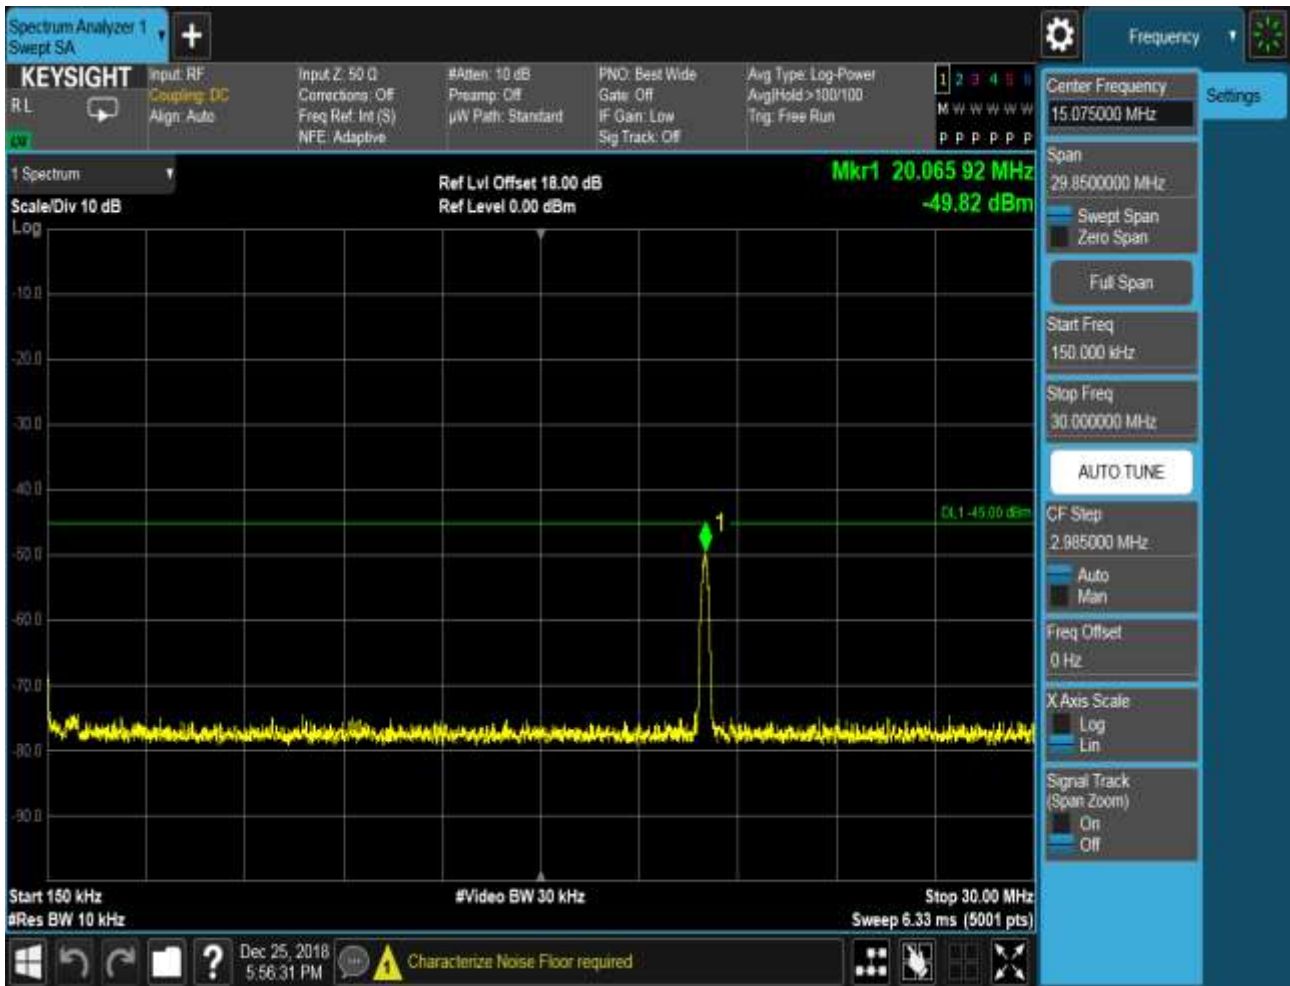 Spectrum Analyzer 1
Swept SA
Frequency
KEYSIGHT
R L
Input: RF
Coupling: DC
Align: Auto
Input Z: 50 Ω
Corrections: Off
Freq Ref: Int (S)
NFE: Adaptive
#Atten: 10 dB
Preamp: Off
µW Path: Standard
PNO: Best Wide
Gate: Off
IF Gain: Low
Sig Track: Off
Avg Type: Log-Power
Avg|Hold:>100/100
Trig: Free Run
1 2 3 4 5 6
M W W W W W
P P P P P P
1 Spectrum
Scale/Div 10 dB
Log
Ref Lvl Offset 18.00 dB
Ref Level 0.00 dBm
Mkr1 20.065 92 MHz
-49.82 dBm
-10.0
-20.0
-30.0
-40.0
-50.0
-60.0
-70.0
-80.0
-90.0
DL1 -45.00 dBm
1
Start 150 kHz
#Res BW 10 kHz
#Video BW 30 kHz
Stop 30.00 MHz
Sweep 6.33 ms (5001 pts)
Center Frequency
15.075000 MHz
Settings
Span
29.8500000 MHz
Swept Span
Zero Span
Full Span
Start Freq
150.000 kHz
Stop Freq
30.000000 MHz
AUTO TUNE
CF Step
2.985000 MHz
Auto
Man
Freq Offset
0 Hz
X Axis Scale
Log
Lin
Signal Track
(Span Zoom)
On
Off
?
Dec 25, 2018
5:56:31 PM
1
Characterize Noise Floor required